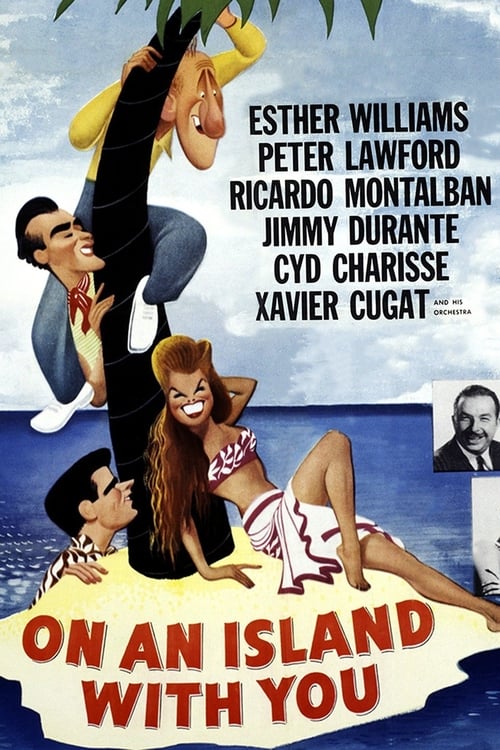 ESTHER WILLIAMS
PETER LAWFORD
RICARDO MONTALBAN
JIMMY DURANTE
CYD CHARISSE
XAVIER CUGAT AND HIS
ORCHESTRA
ON AN ISLAND
WITH YOU